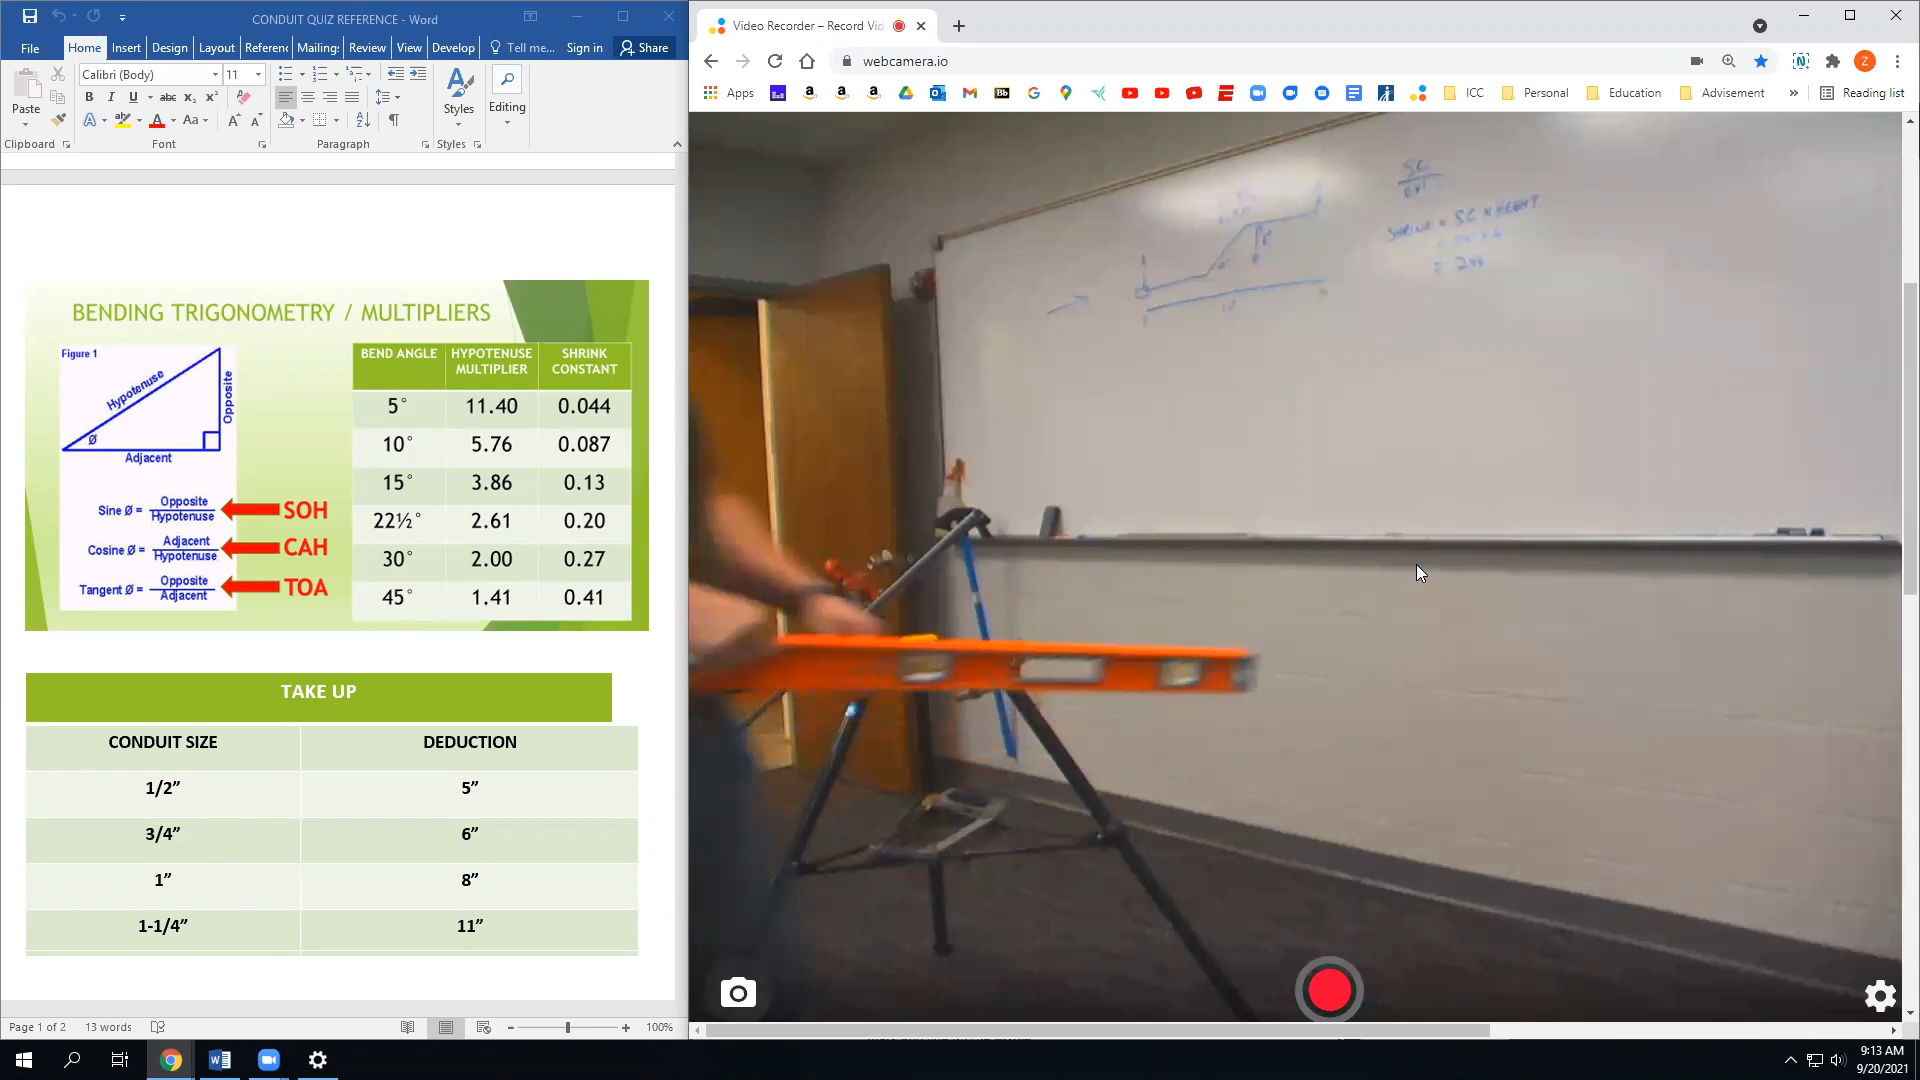 CONDUIT QUIZ REFERENCE - Word
File Home Insert Design Layout Referenc Mailings Review View Develop Tell me... Sign in Share
Calibri (Body) 11
Paste
Styles
Editing
Clipboard Font Paragraph Styles
BENDING TRIGONOMETRY / MULTIPLIERS
Figure 1
Hypotenuse
Opposite
Ø
Adjacent
Sine Ø = Opposite
Hypotenuse
SOH
Cosine Ø = Adjacent
Hypotenuse
CAH
Tangent Ø = Opposite
Adjacent
TOA
BEND ANGLE HYPOTENUSE MULTIPLIER SHRINK CONSTANT
5° 11.40 0.044
10° 5.76 0.087
15° 3.86 0.13
22½° 2.61 0.20
30° 2.00 0.27
45° 1.41 0.41
TAKE UP
CONDUIT SIZE DEDUCTION
1/2” 5”
3/4” 6”
1” 8”
1-1/4” 11”
Page 1 of 2 13 words 100%
Video Recorder – Record Vid
webcamera.io
Apps ICC Personal Education Advisement » Reading list
SC
SHRINK = SC x HEIGHT
9:13 AM
9/20/2021